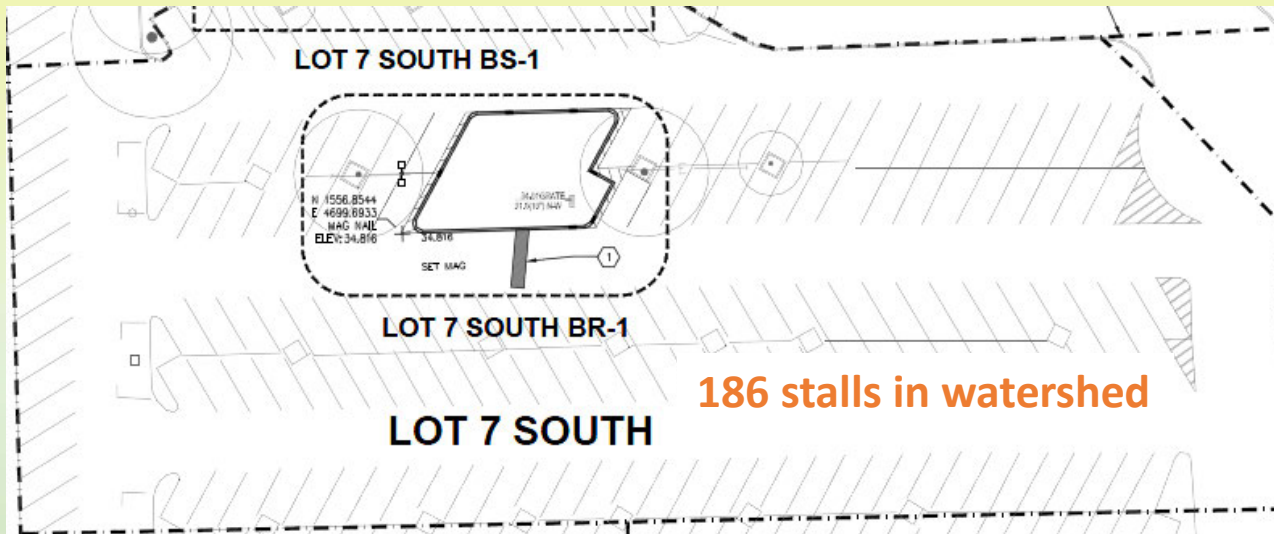 LOT 7 SOUTH BS-1
N 1556.8544
E 4699.6933
MAG NAIL
ELEV: 34.816
34.816
SET MAG
1
LOT 7 SOUTH BR-1
186 stalls in watershed
LOT 7 SOUTH